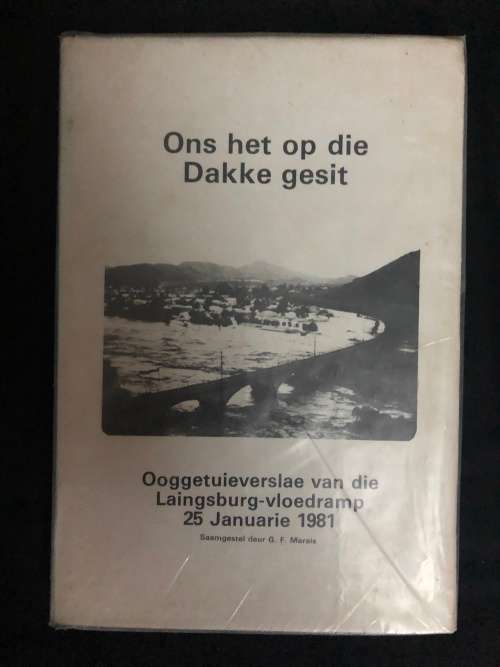 Ons het op die
Dakke gesit
Ooggetuieverslae van die
Laingsburg-vloedramp
25 Januarie 1981
Saamgestel deur G. F. Marais